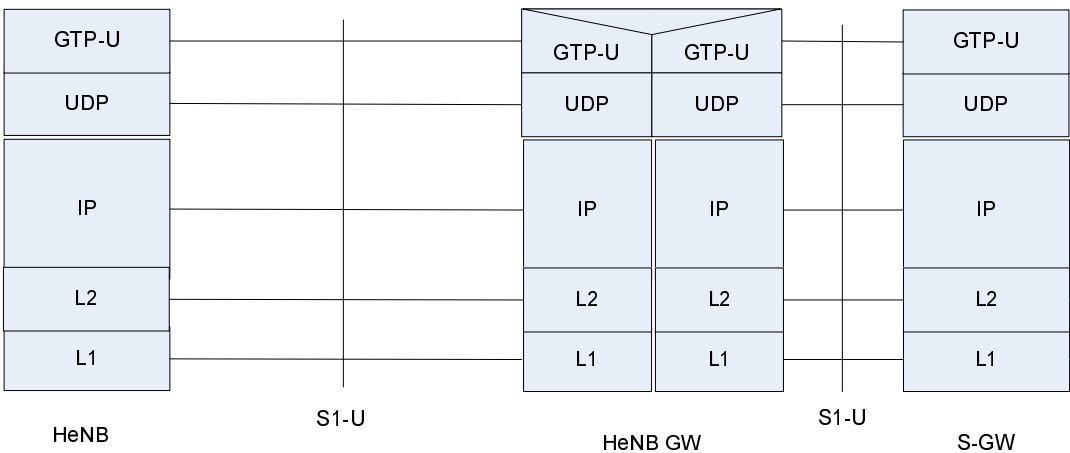 GTP-U
GTP-U
GTP-U
GTP-U
UDP
UDP
UDP
UDP
IP
IP
IP
IP
L2
L2
L2
L2
L1
L1
L1
L1
S1-U
S1-U
HeNB
HeNB GW
S-GW